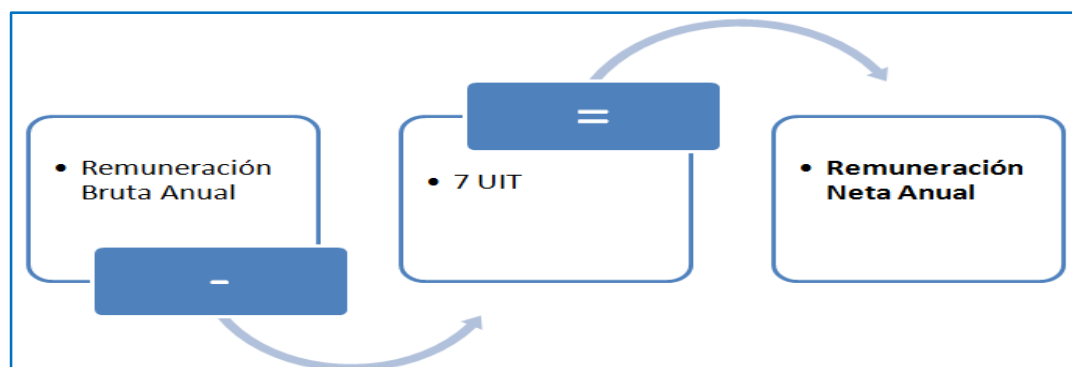 • Remuneración
Bruta Anual
-
• 7 UIT
=
• Remuneración
Neta Anual